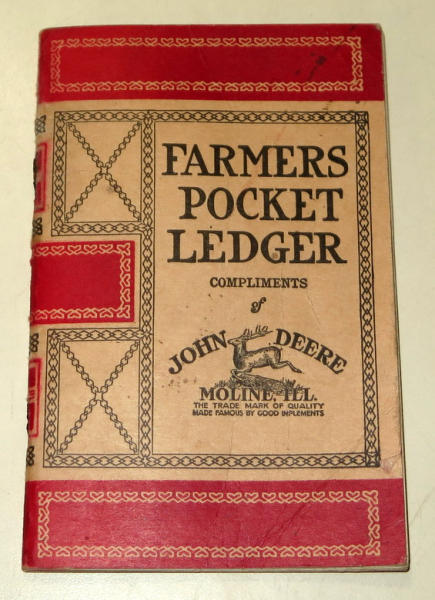 FARMERS
POCKET
LEDGER
COMPLIMENTS
of
JOHN DEERE
MOLINE, ILL.
THE TRADE MARK OF QUALITY
MADE FAMOUS BY GOOD IMPLEMENTS